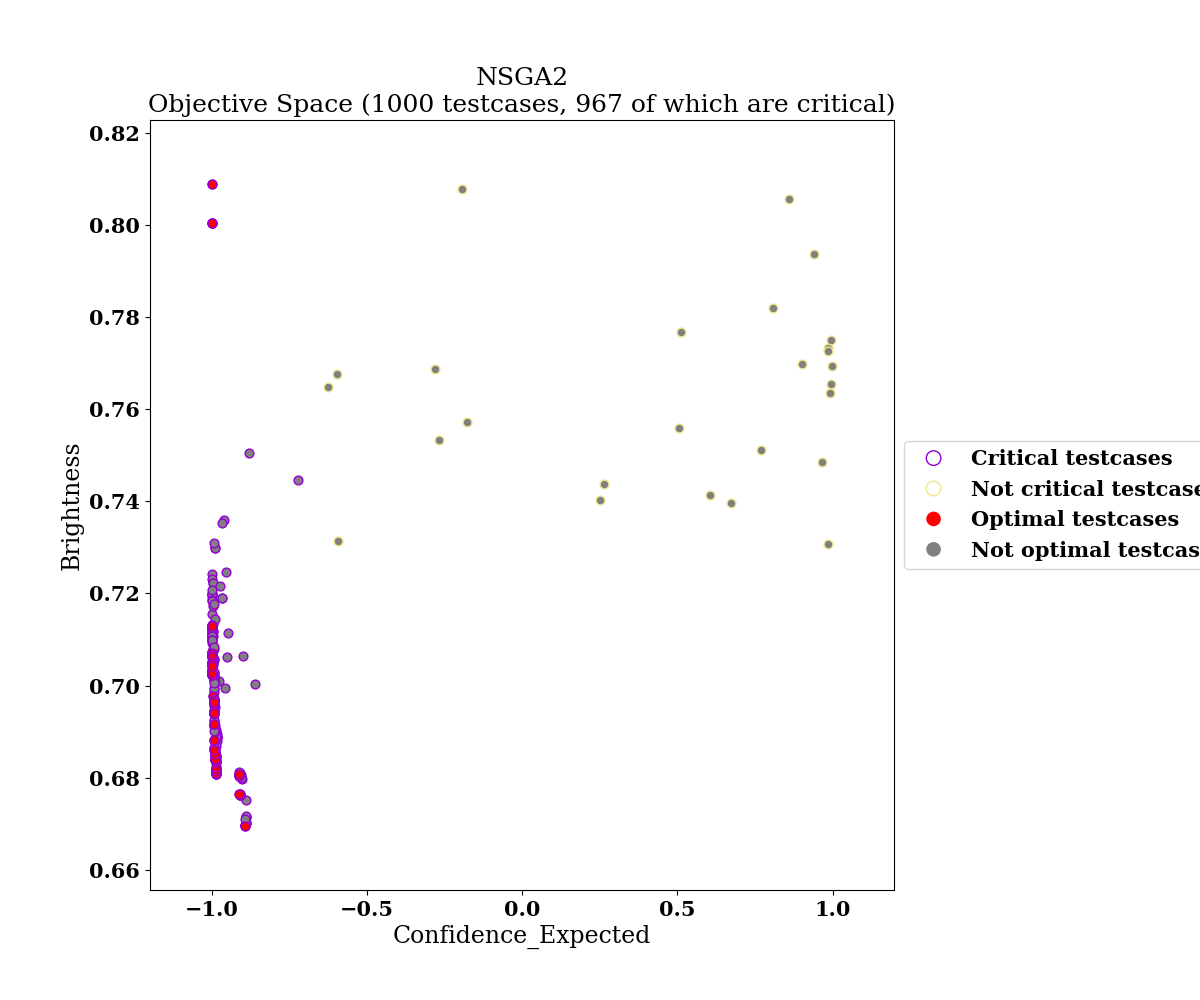 NSGA2
Objective Space (1000 testcases, 967 of which are critical)
0.82
0.80
0.78
0.76
0.74
0.72
0.70
0.68
0.66
Brightness
−1.0
−0.5
0.0
0.5
1.0
Confidence_Expected
Critical testcases
Not critical testcase
Optimal testcases
Not optimal testcas